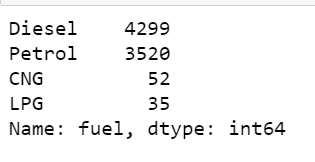 Diesel    4299
Petrol    3520
CNG         52
LPG         35
Name: fuel, dtype: int64